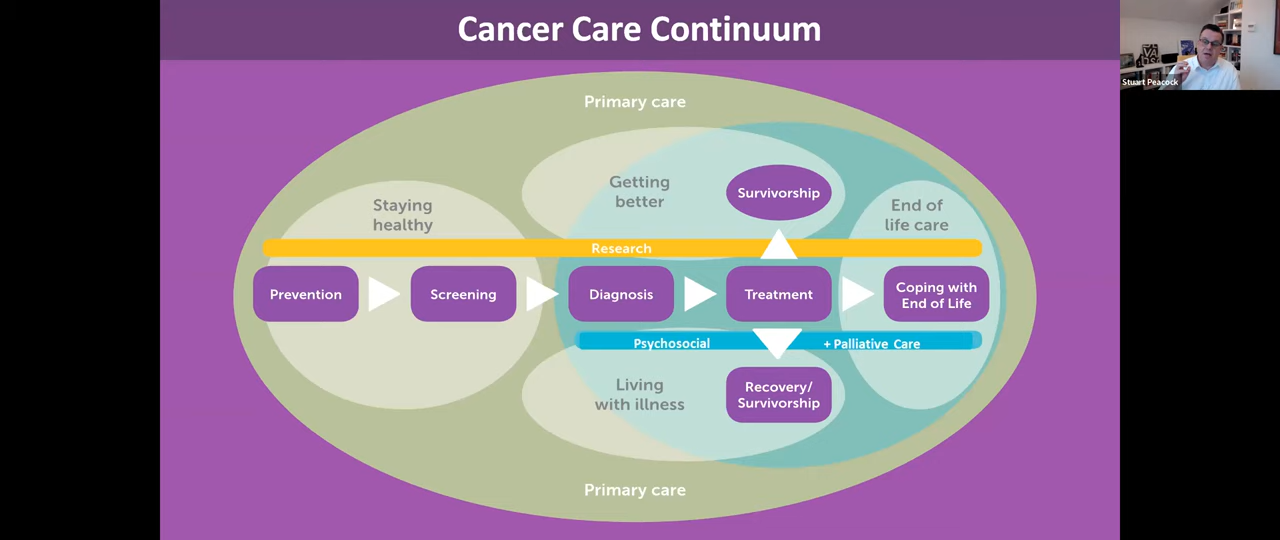 Cancer Care Continuum
Stuart Peacock
Primary care
Getting
better
Survivorship
Staying
healthy
End of
life care
Research
Prevention
Screening
Diagnosis
Treatment
Coping with
End of Life
Psychosocial
+ Palliative Care
Living
with illness
Recovery/
Survivorship
Primary care